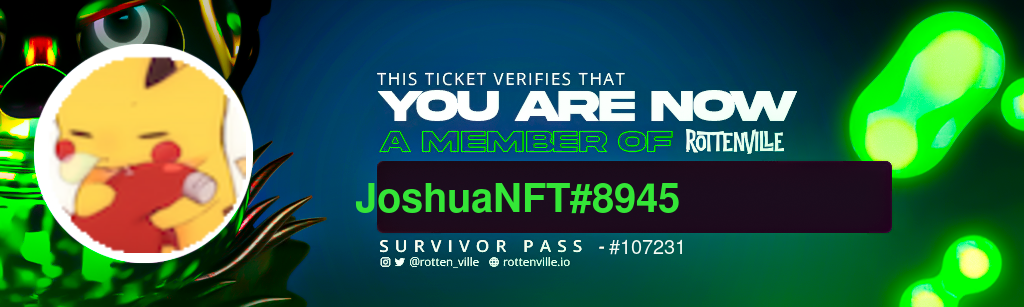 THIS TICKET VERIFIES THAT
YOU ARE NOW
A MEMBER OF ROTTENVILLE
JoshuaNFT#8945
SURVIVOR PASS - #107231
@rotten_ville rottenville.io